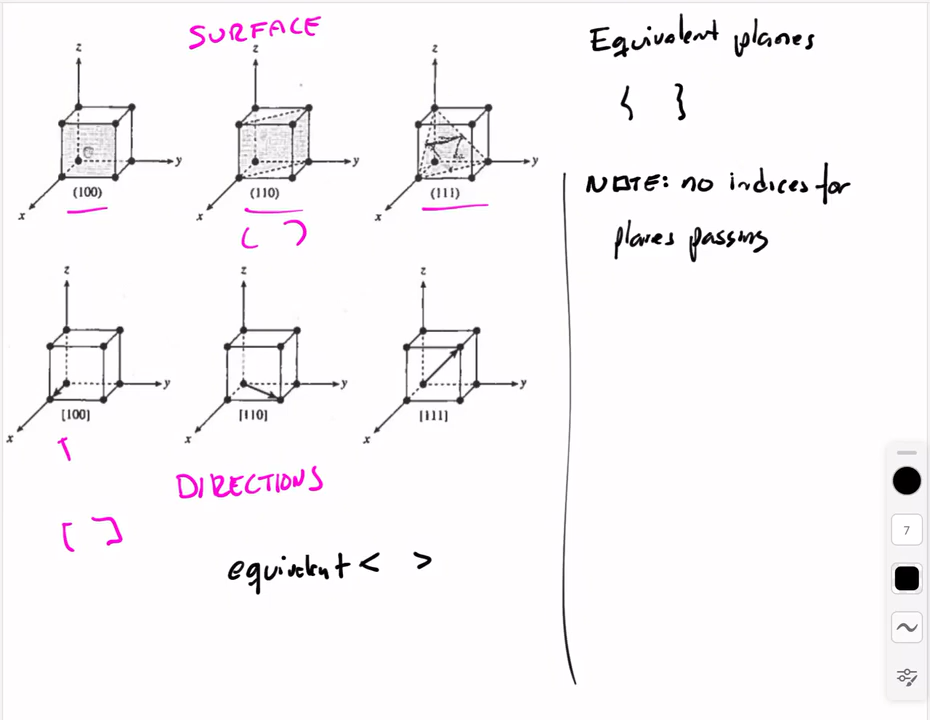 SURFACE
z
z
z
y
y
y
x
x
x
(100)
(110)
(111)
( )
z
z
z
y
y
y
x
x
x
[100]
[110]
[111]
DIRECTIONS
[ ]
equivalent < >
Equivalent planes
{ }
NOTE: no indices for
planes passing
7